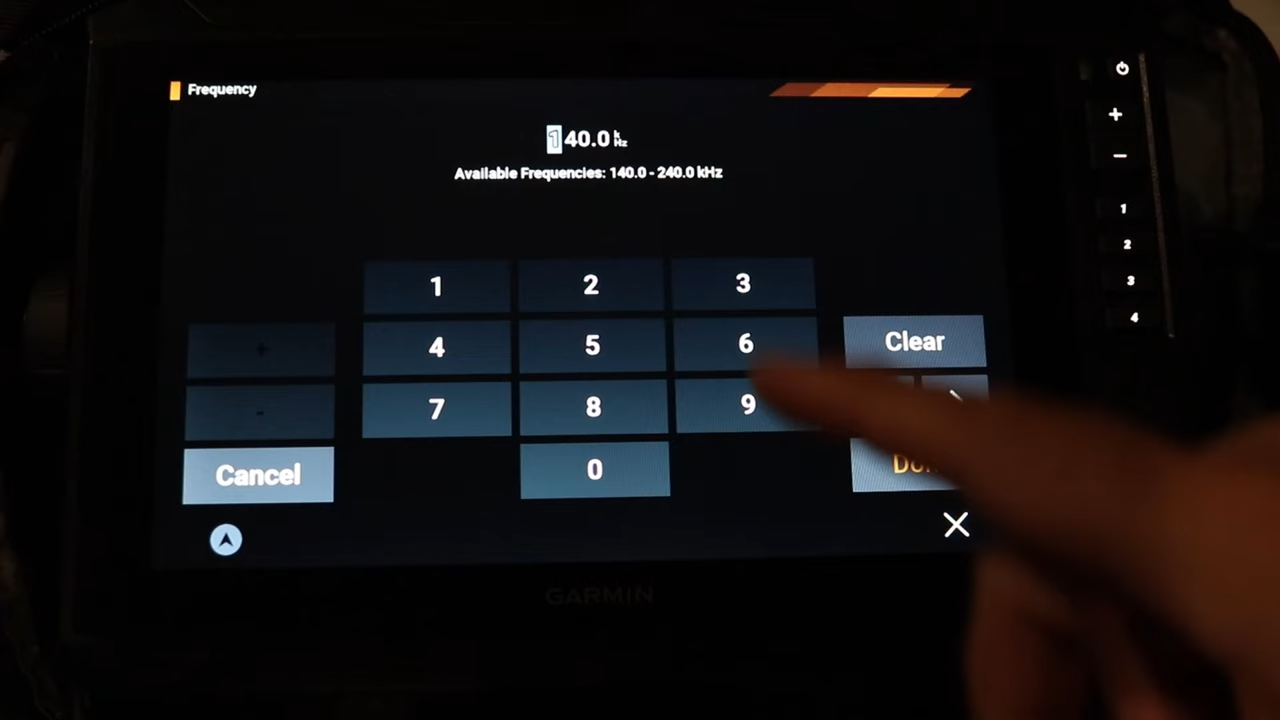 Frequency
140.0 kHz
Available Frequencies: 140.0 - 240.0 kHz
1 2 3
+ 4 5 6 Clear
- 7 8 9
Cancel 0
GARMIN
+
-
1
2
3
4